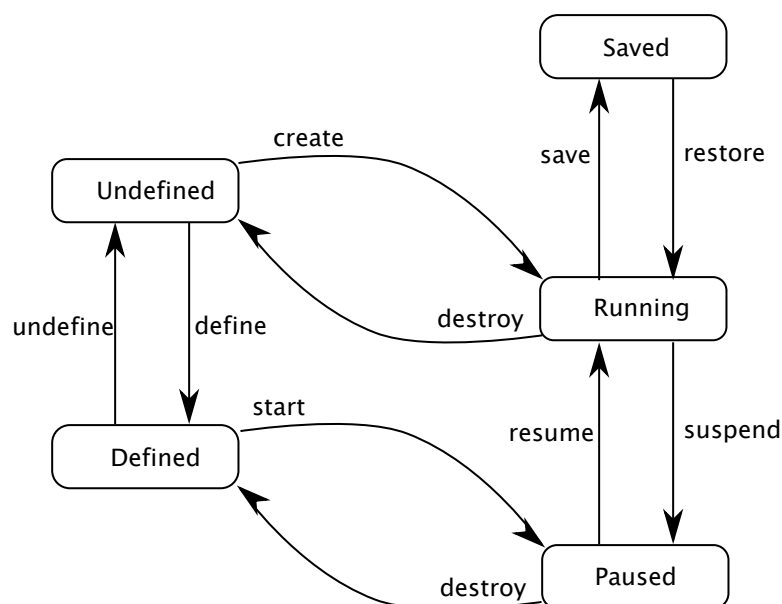 Saved
create
save
restore
Undefined
Running
destroy
undefine
define
start
resume
suspend
Defined
Paused
destroy